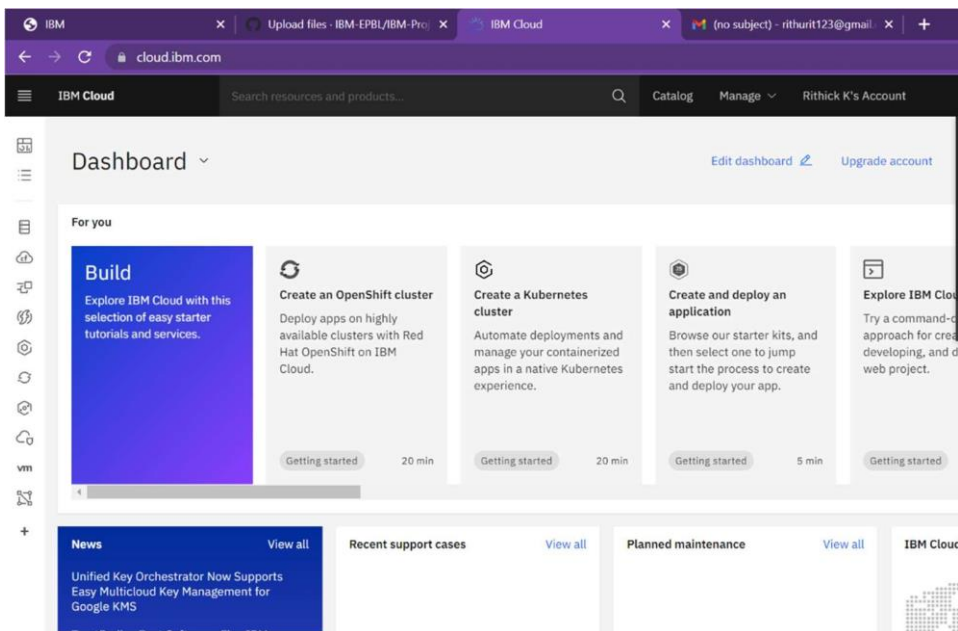 IBM
Upload files · IBM-EPBL/IBM-Proj
IBM Cloud
(no subject) - rithurit123@gmail.
cloud.ibm.com
IBM Cloud
Search resources and products...
Catalog
Manage
Rithick K's Account
Dashboard
Edit dashboard
Upgrade account
For you
Build
Explore IBM Cloud with this
selection of easy starter
tutorials and services.
Create an OpenShift cluster
Deploy apps on highly
available clusters with Red
Hat OpenShift on IBM
Cloud.
Getting started
20 min
Create a Kubernetes
cluster
Automate deployments and
manage your containerized
apps in a native Kubernetes
experience.
Getting started
20 min
Create and deploy an
application
Browse our starter kits, and
then select one to jump
start the process to create
and deploy your app.
Getting started
5 min
Explore IBM Clou
Try a command-
approach for crea
developing, and d
web project.
Getting started
vm
News
View all
Unified Key Orchestrator Now Supports
Easy Multicloud Key Management for
Google KMS
Recent support cases
View all
Planned maintenance
View all
IBM Cloud